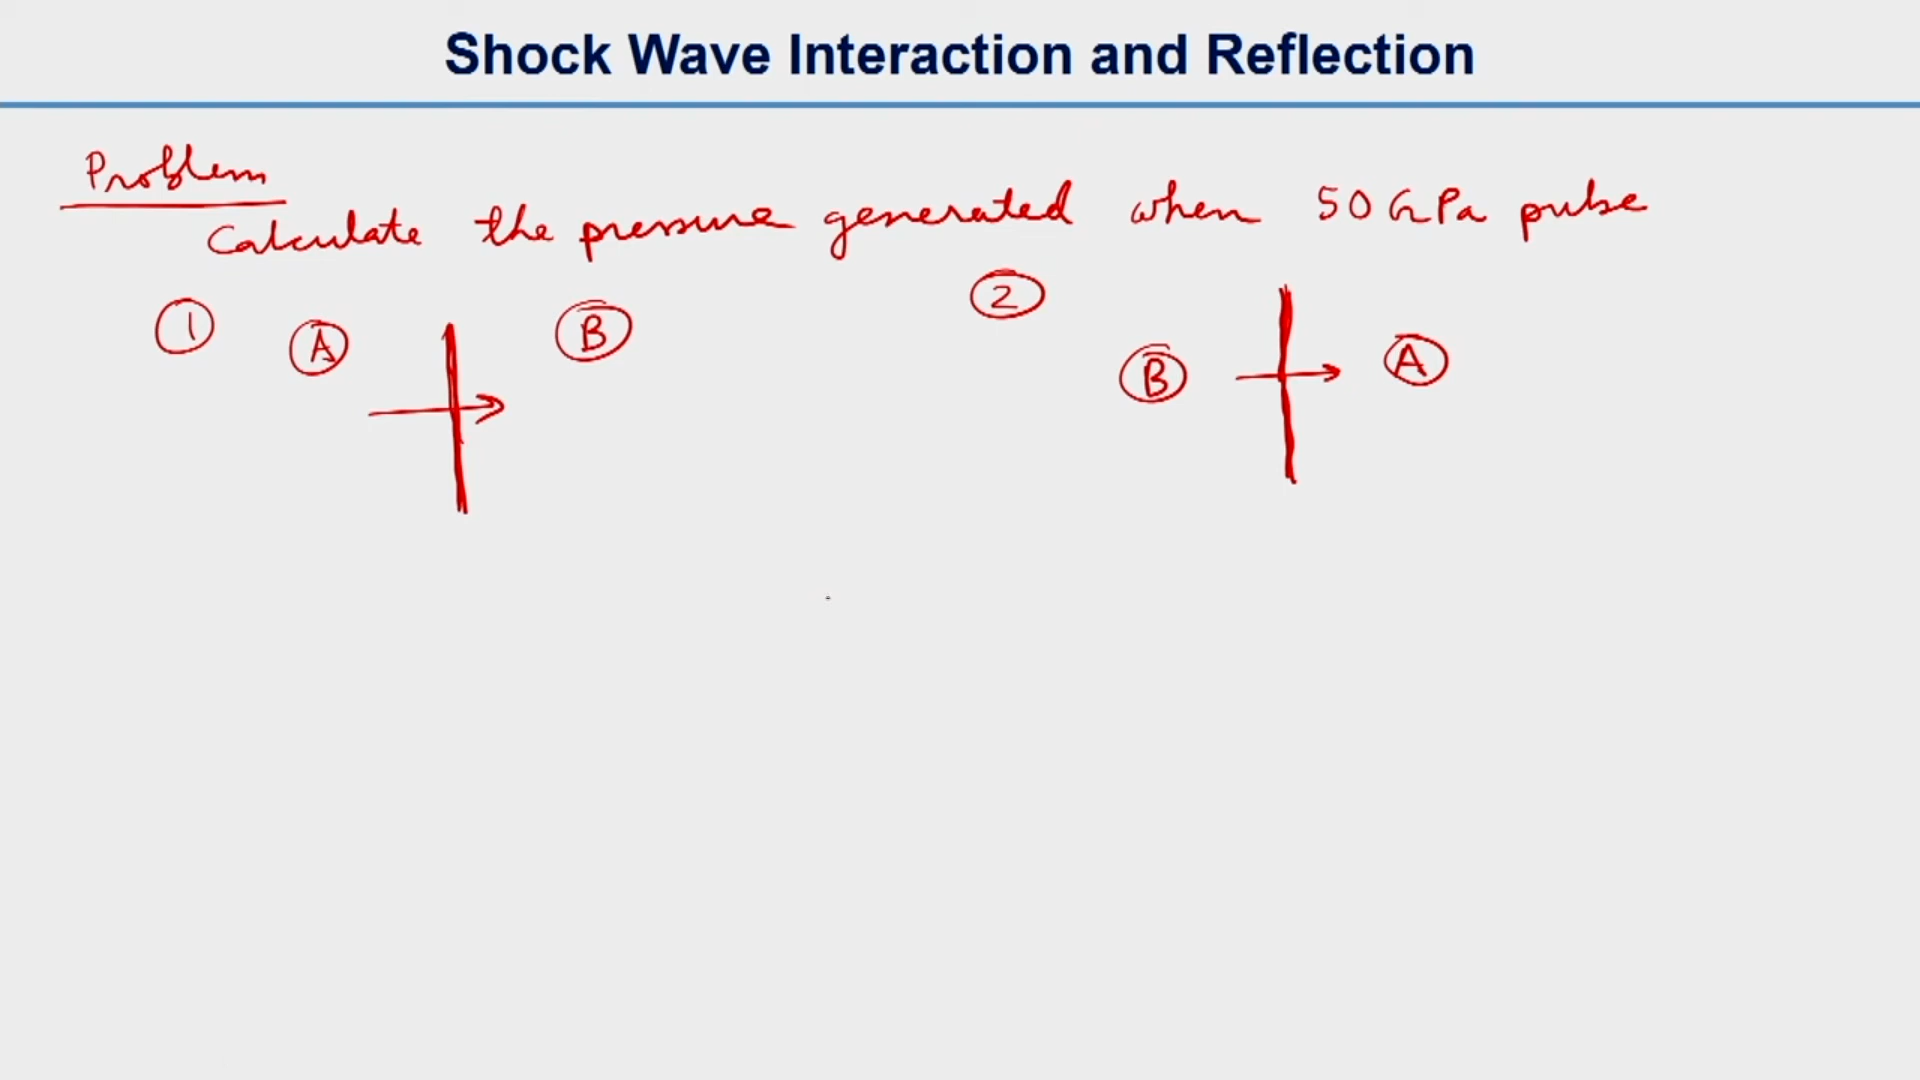 Shock Wave Interaction and Reflection
Problem
Calculate the pressure generated when 50 GPa pulse
1 A B
2 B A